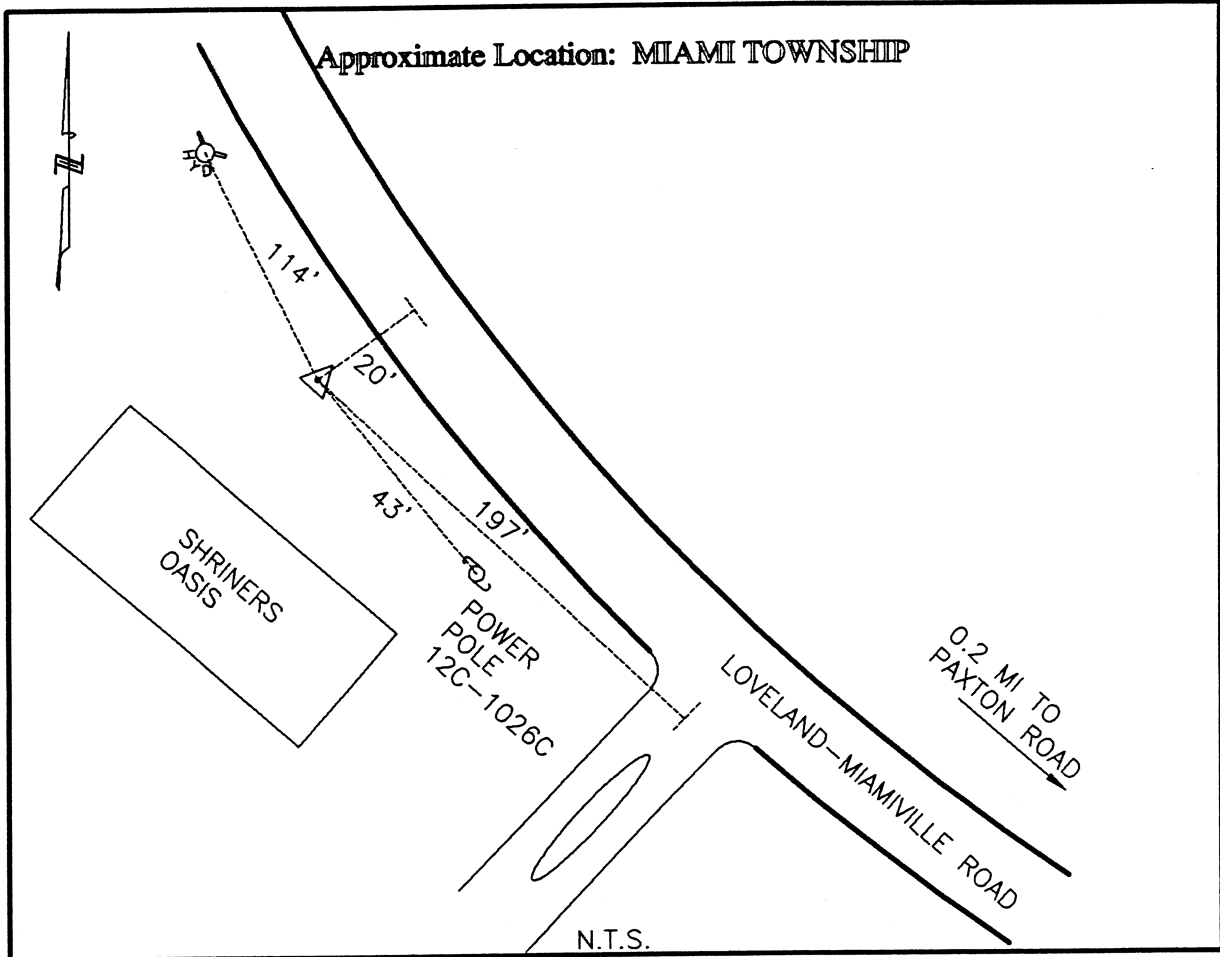 Approximate Location: MIAMI TOWNSHIP
N
HYD
114'
20'
43'
197'
SHRINERS
OASIS
POWER
POLE
12C-1026C
LOVELAND-MIAMIVILLE ROAD
0.2 MI TO
PAXTON ROAD
N.T.S.